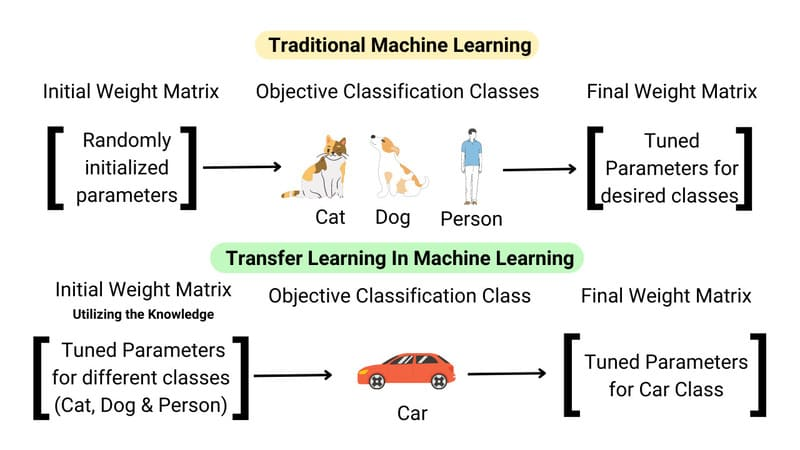 Traditional Machine Learning
Initial Weight Matrix
Objective Classification Classes
Final Weight Matrix
Randomly
initialized
parameters
Cat
Dog
Person
Tuned
Parameters for
desired classes
Transfer Learning In Machine Learning
Initial Weight Matrix
Utilizing the Knowledge
Objective Classification Class
Final Weight Matrix
Tuned Parameters
for different classes
(Cat, Dog & Person)
Car
Tuned Parameters
for Car Class